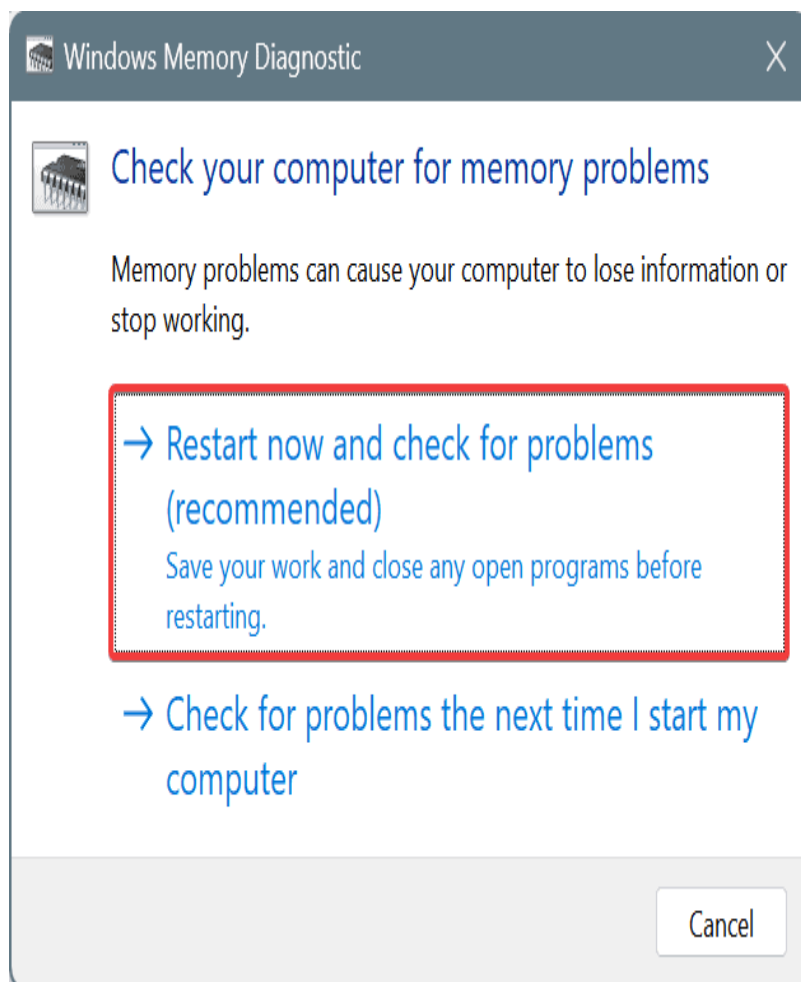 Windows Memory Diagnostic
Check your computer for memory problems
Memory problems can cause your computer to lose information or
stop working.
→ Restart now and check for problems
(recommended)
Save your work and close any open programs before
restarting.
→ Check for problems the next time I start my
computer
Cancel